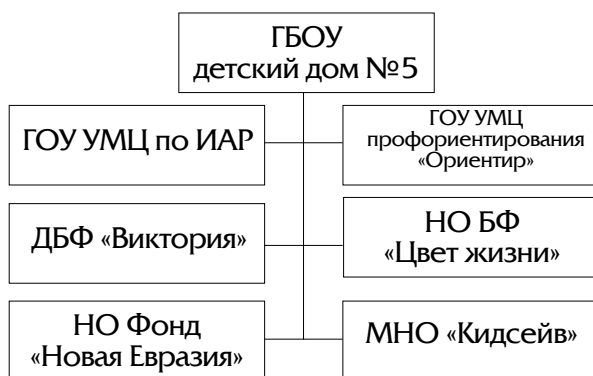 ГБОУ
детский дом №5
ГОУ УМЦ по ИАР
ГОУ УМЦ
профориентирования
«Ориентир»
ДБФ «Виктория»
НО БФ
«Цвет жизни»
НО Фонд
«Новая Евразия»
МНО «Кидсейв»